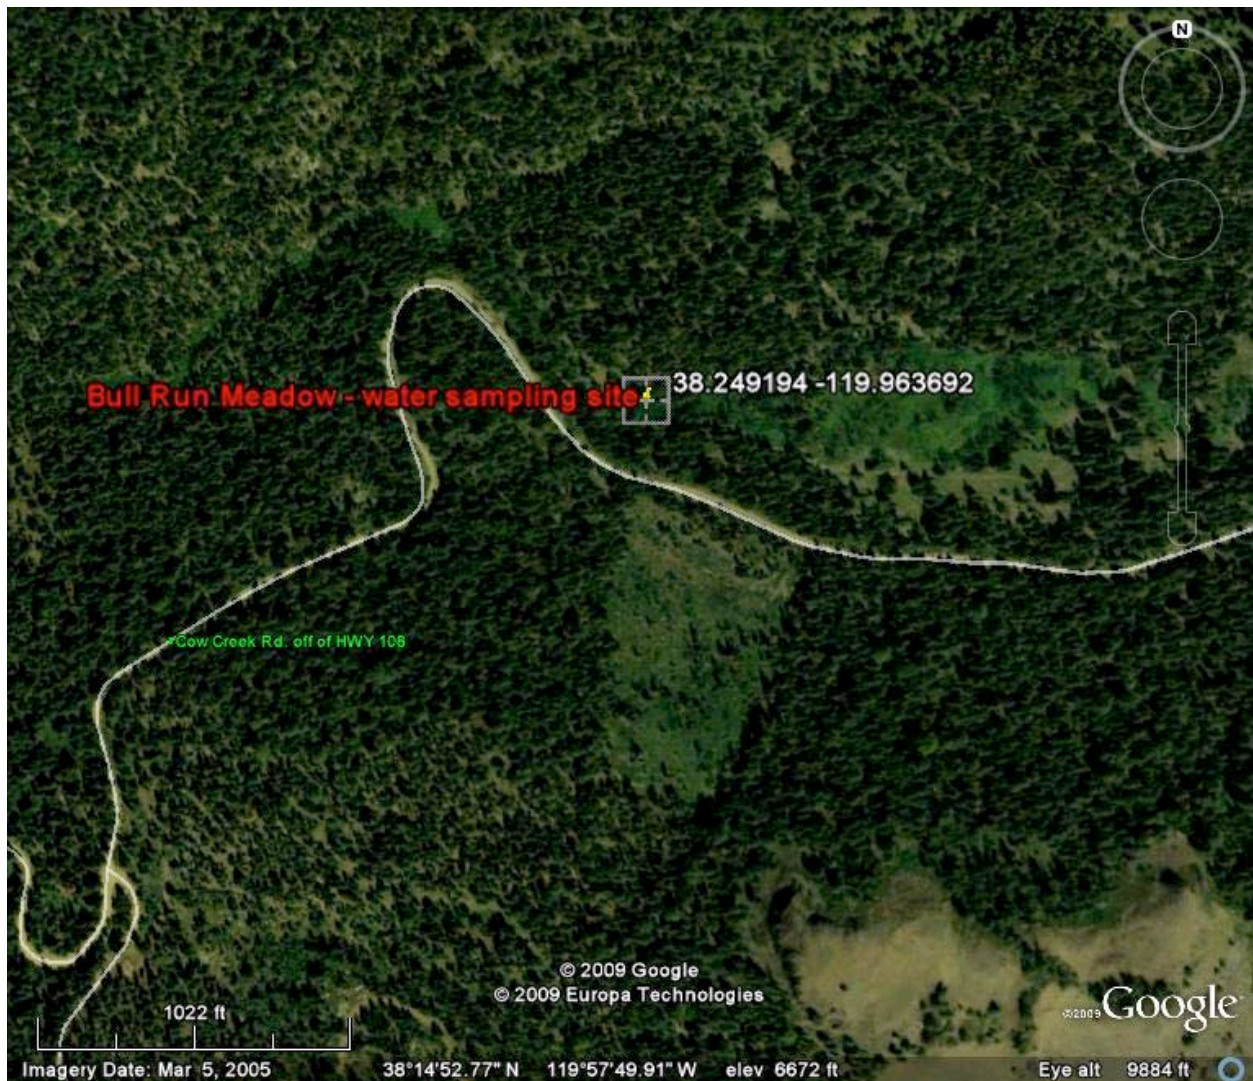 N
38.249194 -119.963692
Bull Run Meadow - water sampling site
Cow Creek Rd. off of HWY 108
© 2009 Google
© 2009 Europa Technologies
1022 ft
©2009 Google
Imagery Date: Mar 5, 2005 38°14'52.77" N 119°57'49.91" W elev 6672 ft Eye alt 9884 ft